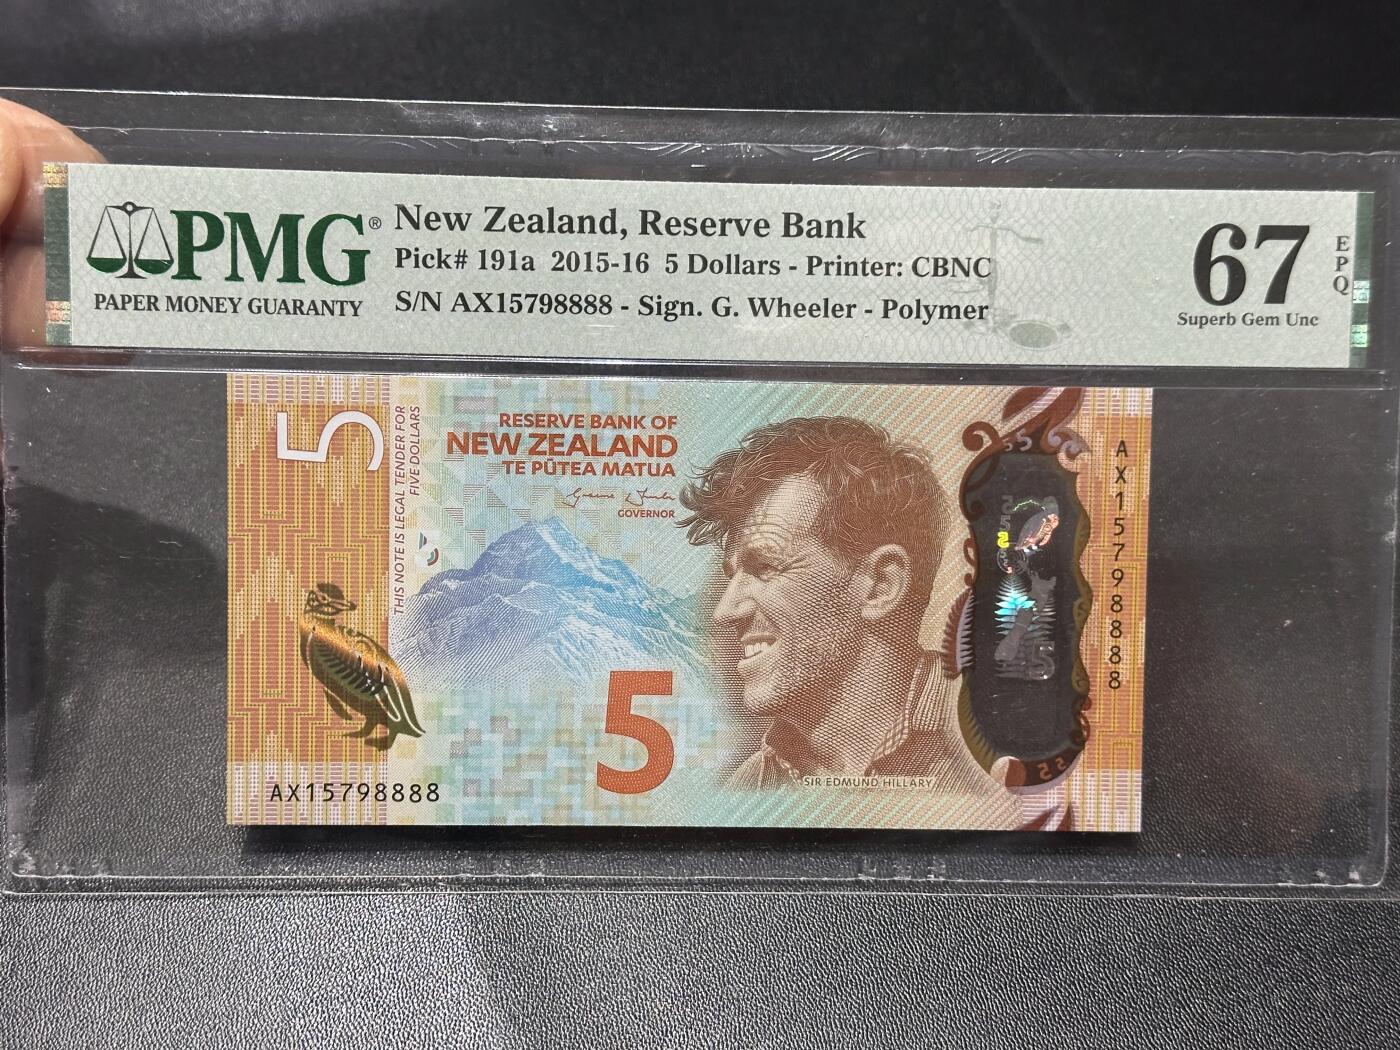 PMG®
PAPER MONEY GUARANTY
New Zealand, Reserve Bank
Pick# 191a 2015-16 5 Dollars - Printer: CBNC
S/N AX15798888 - Sign. G. Wheeler - Polymer
67
EPQ
Superb Gem Unc
5
THIS NOTE IS LEGAL TENDER FOR
FIVE DOLLARS
RESERVE BANK OF
NEW ZEALAND
TE PŪTEA MATUA
GOVERNOR
5
SIR EDMUND HILLARY
AX15798888
AX15798888